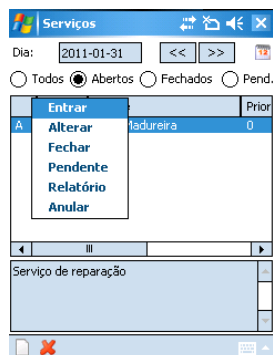 Serviços
Dia: 2011-01-31 << >> 12
Todos Abertos Fechados Pend.
Prior
A Madureira 0
Entrar
Alterar
Fechar
Pendente
Relatório
Anular
Serviço de reparação